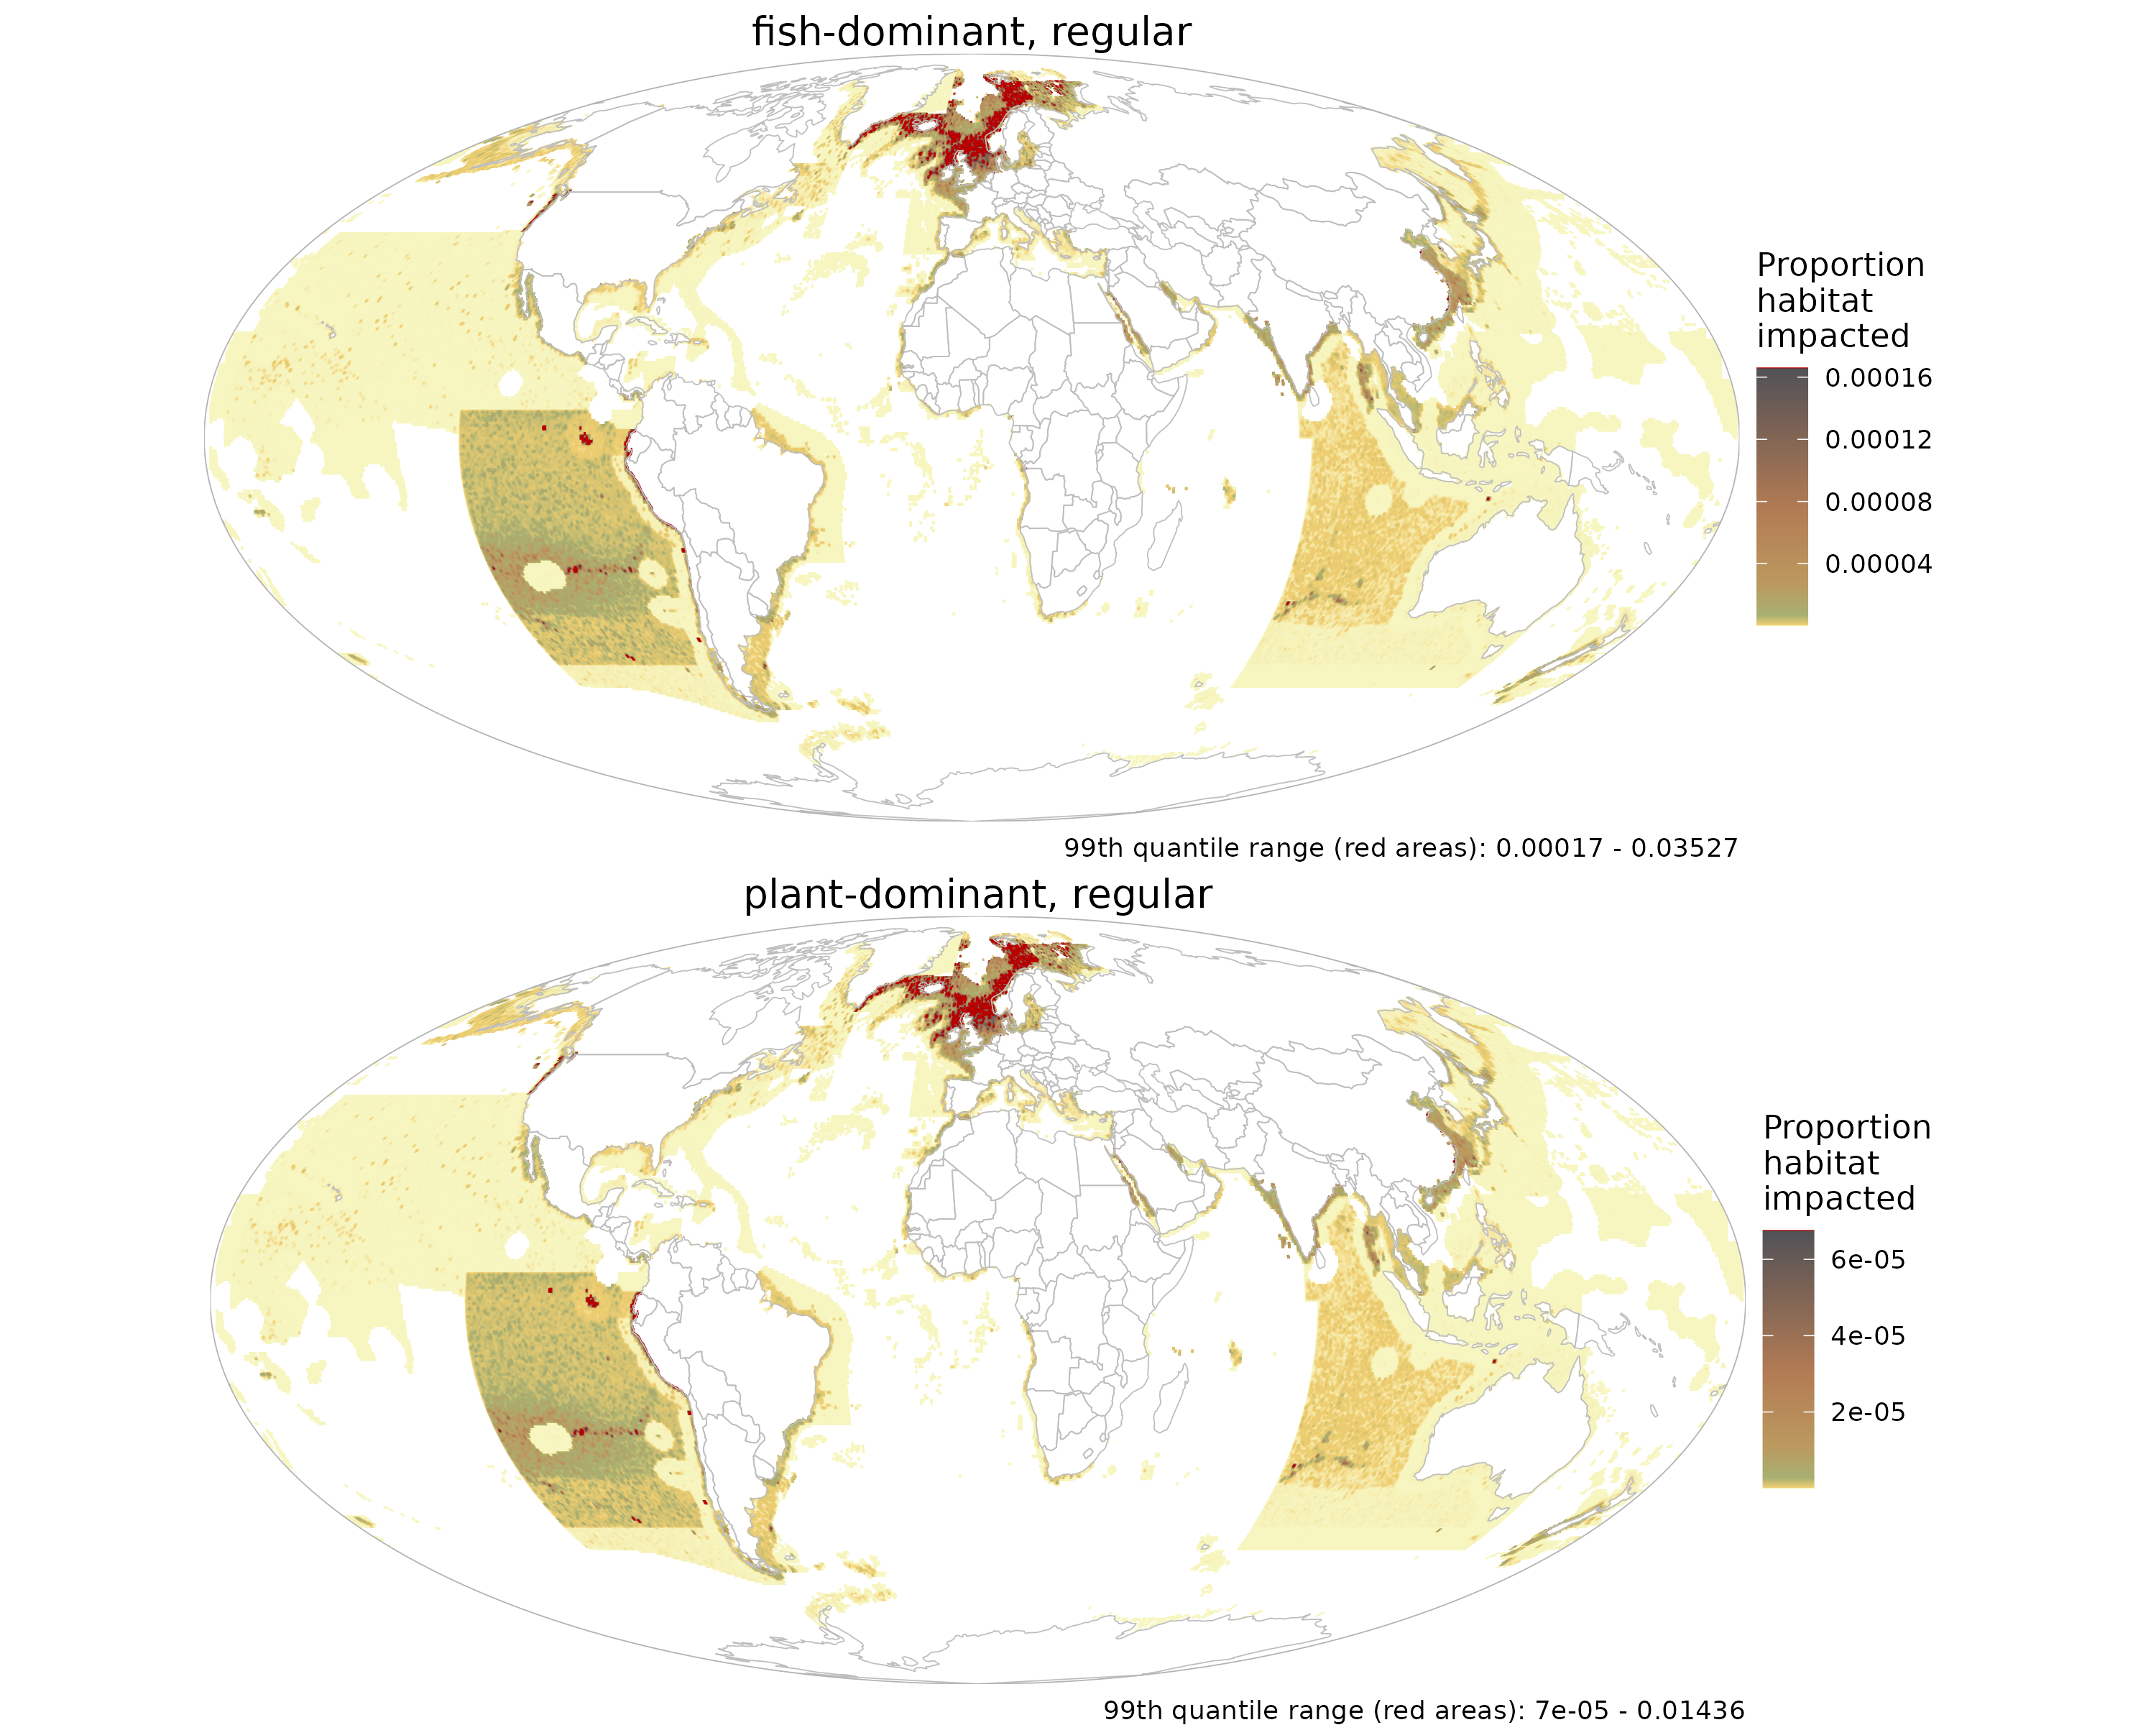 fish-dominant, regular
Proportion
habitat
impacted
0.00016
0.00012
0.00008
0.00004
99th quantile range (red areas): 0.00017 - 0.03527
plant-dominant, regular
Proportion
habitat
impacted
6e-05
4e-05
2e-05
99th quantile range (red areas): 7e-05 - 0.01436